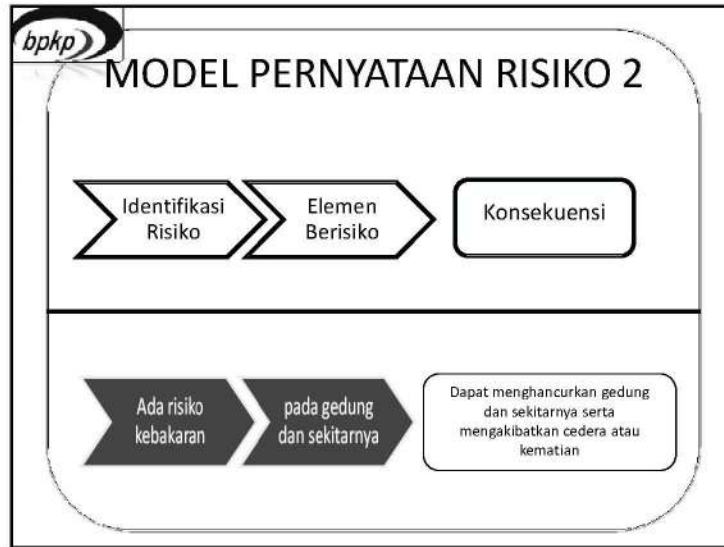 bpkp
MODEL PERNYATAAN RISIKO 2
Identifikasi
Risiko
Elemen
Berisiko
Konsekuensi
Ada risiko
kebakaran
pada gedung
dan sekitarnya
Dapat menghancurkan gedung
dan sekitarnya serta
mengakibatkan cedera atau
kematian